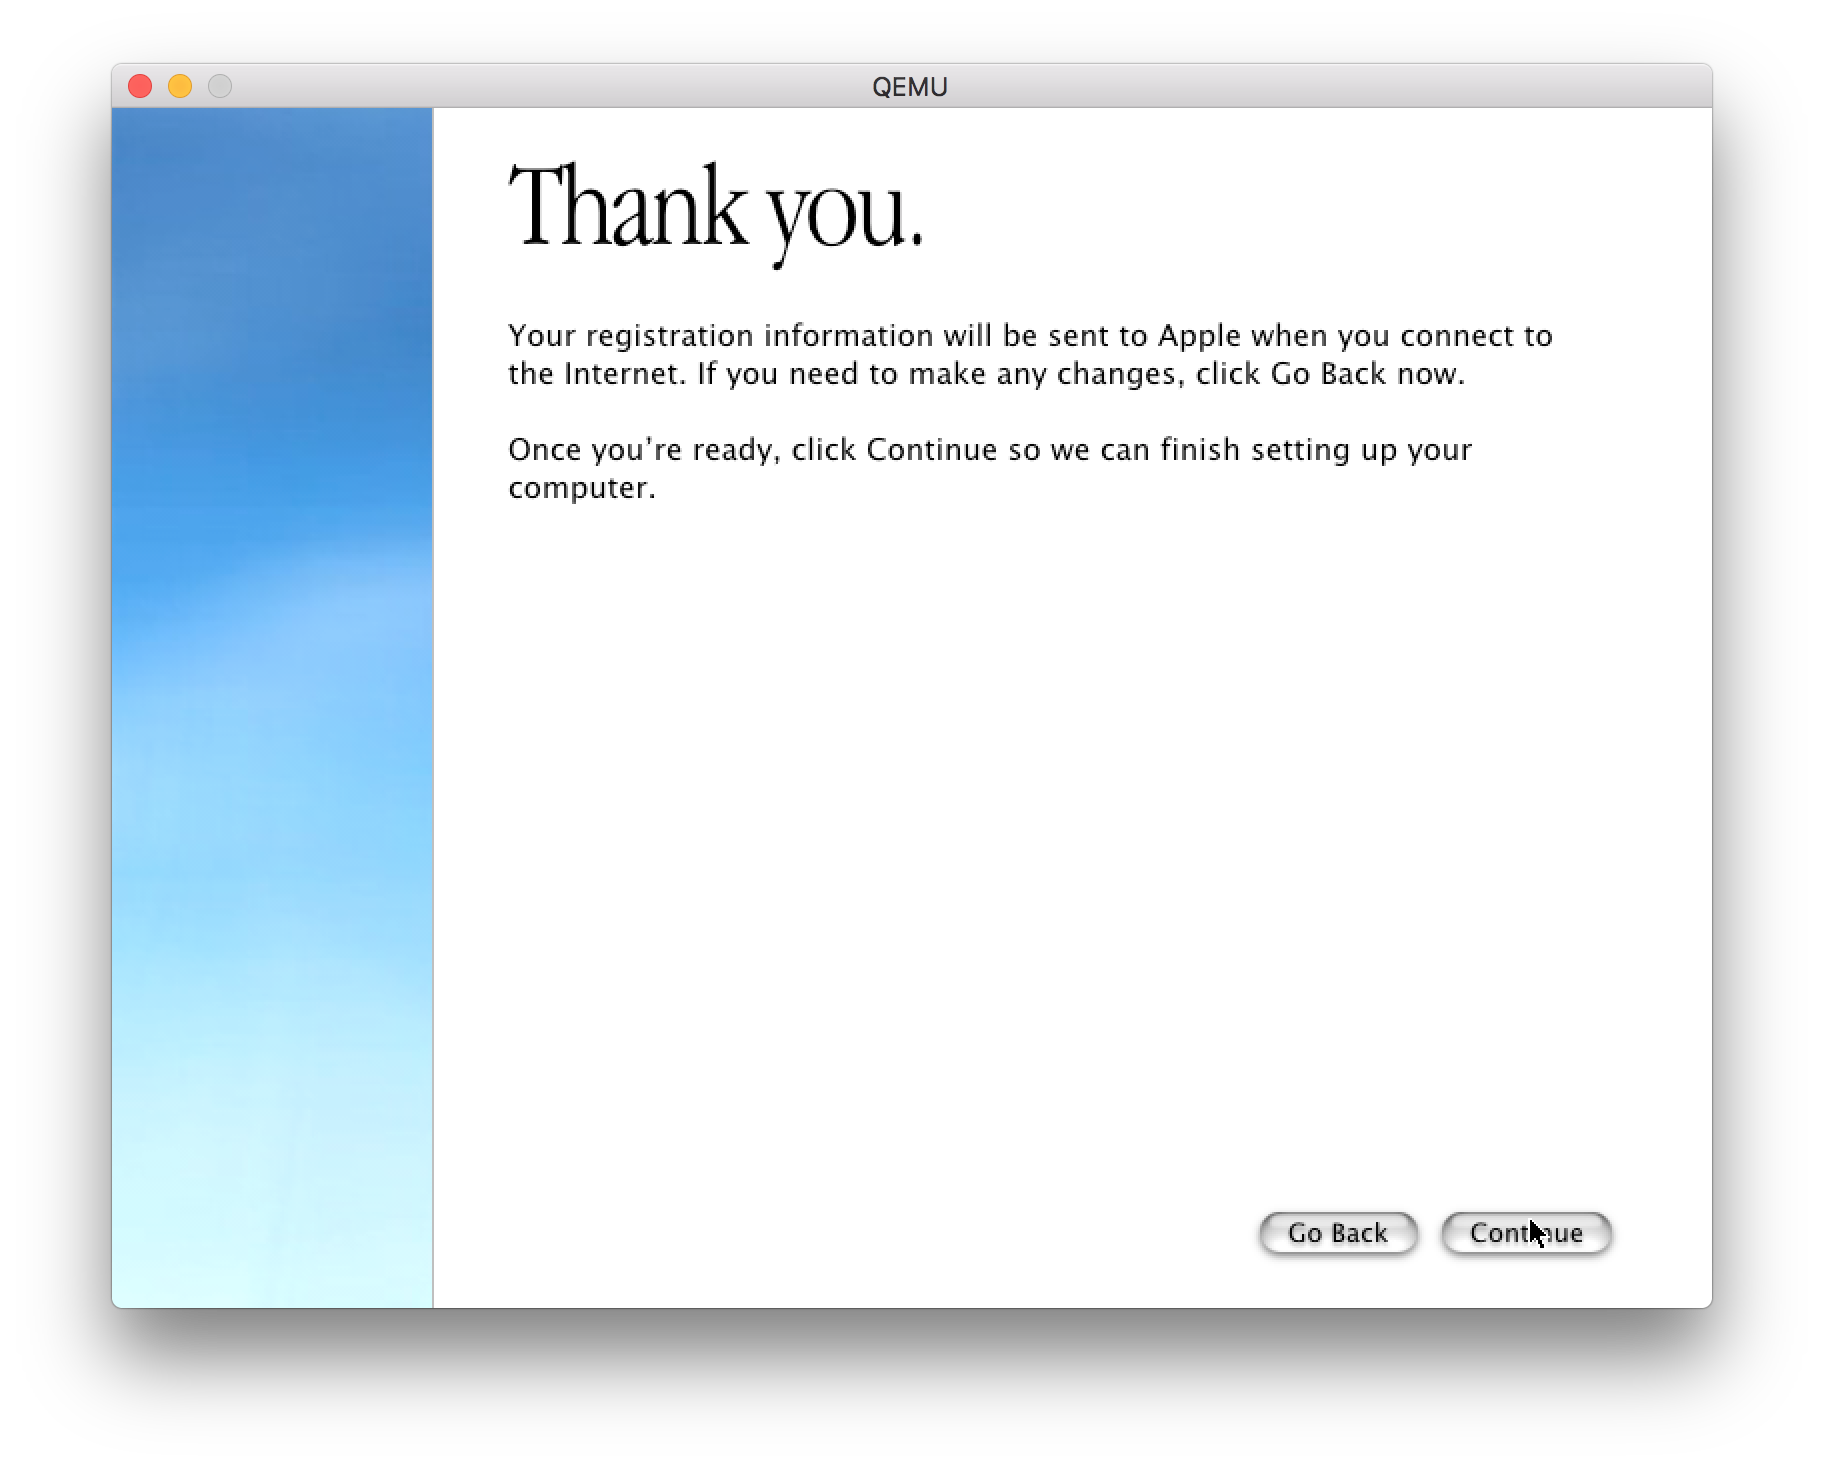 QEMU
Thank you.
Your registration information will be sent to Apple when you connect to
the Internet. If you need to make any changes, click Go Back now.
Once you’re ready, click Continue so we can finish setting up your
computer.
Go Back
Continue